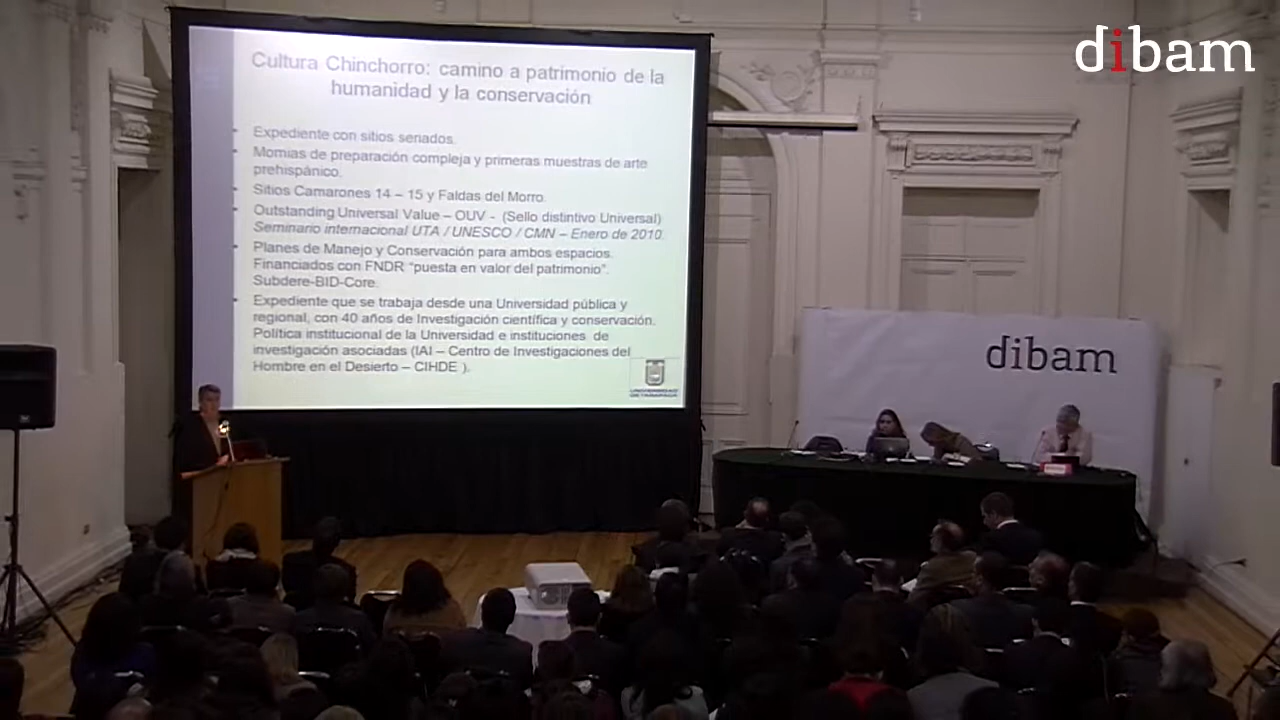 dibam
Cultura Chinchorro: camino a patrimonio de la
humanidad y la conservación
Expediente con sitios seriados.
Momias de preparación compleja y primeras muestras de arte
prehispánico.
Sitios Camarones 14 – 15 y Faldas del Morro.
Outstanding Universal Value – OUV - (Sello distintivo Universal)
Seminario internacional UTA / UNESCO / CMN – Enero de 2010.
Planes de Manejo y Conservación para ambos espacios.
Financiados con FNDR "puesta en valor del patrimonio".
Subdere-BID-Core.
Expediente que se trabaja desde una Universidad pública y
regional, con 40 años de Investigación científica y conservación.
Política institucional de la Universidad e instituciones de
investigación asociadas (IAI – Centro de Investigaciones del
Hombre en el Desierto – CIHDE ).
UNIVERSIDAD
DE TARAPACÁ
dibam